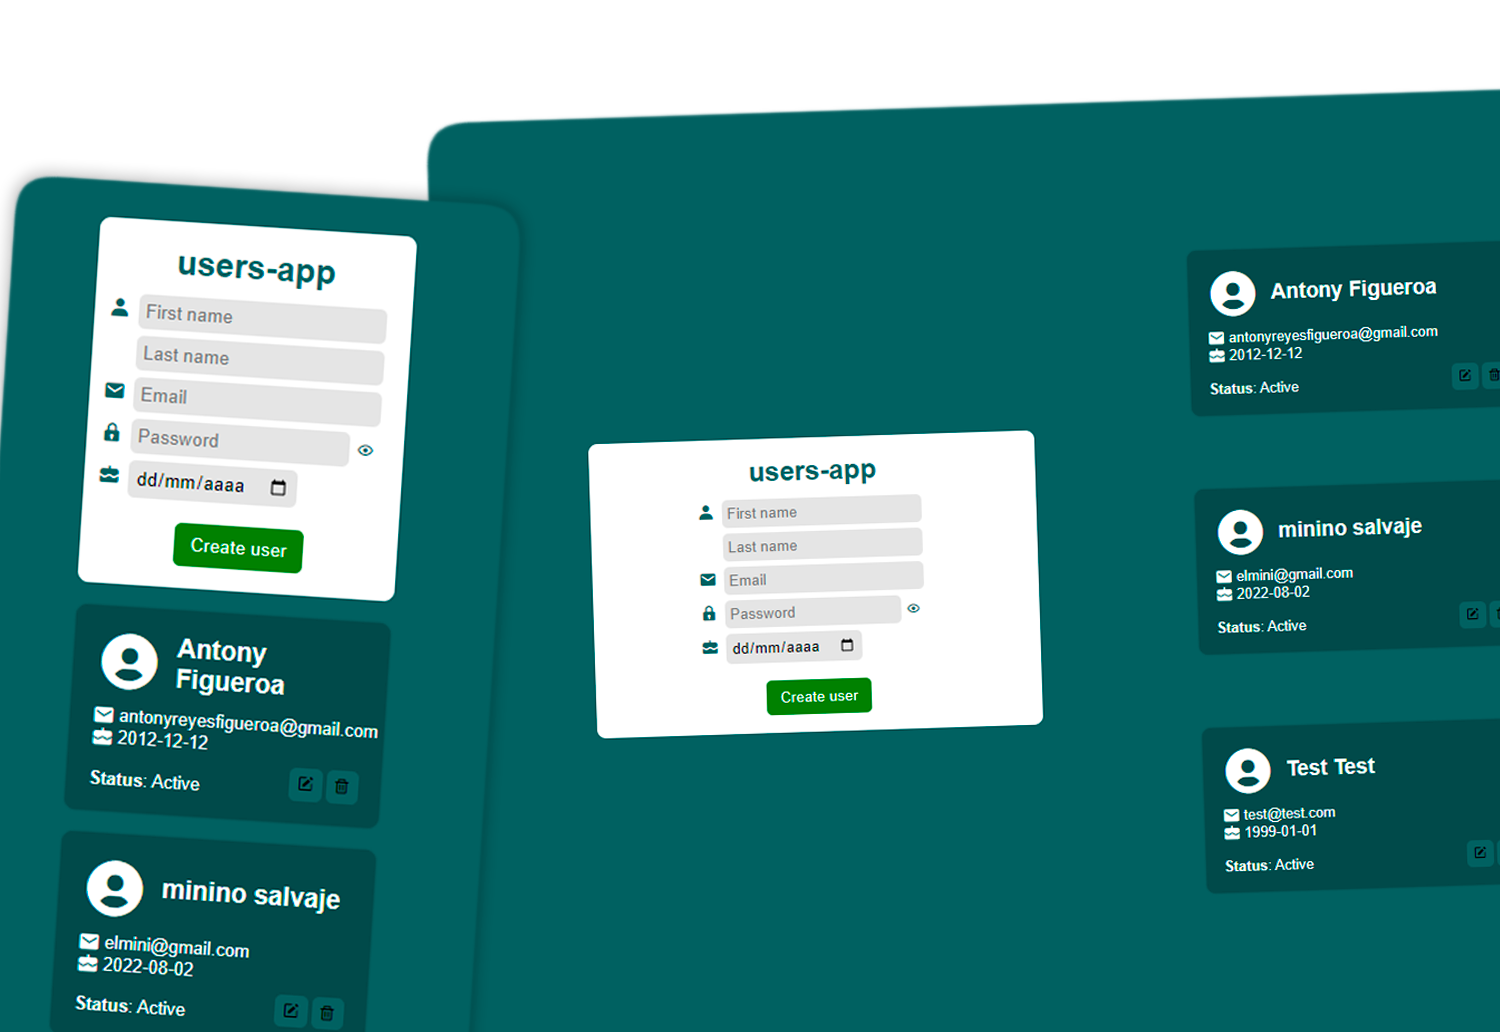 users-app
First name
Last name
Email
Password
dd/mm/aaaa
Create user
Antony
Figueroa
antonyreyesfigueroa@gmail.com
2012-12-12
Status: Active
minino salvaje
elmini@gmail.com
2022-08-02
Status: Active
users-app
First name
Last name
Email
Password
dd/mm/aaaa
Create user
Antony Figueroa
antonyreyesfigueroa@gmail.com
2012-12-12
Status: Active
minino salvaje
elmini@gmail.com
2022-08-02
Status: Active
Test Test
test@test.com
1999-01-01
Status: Active